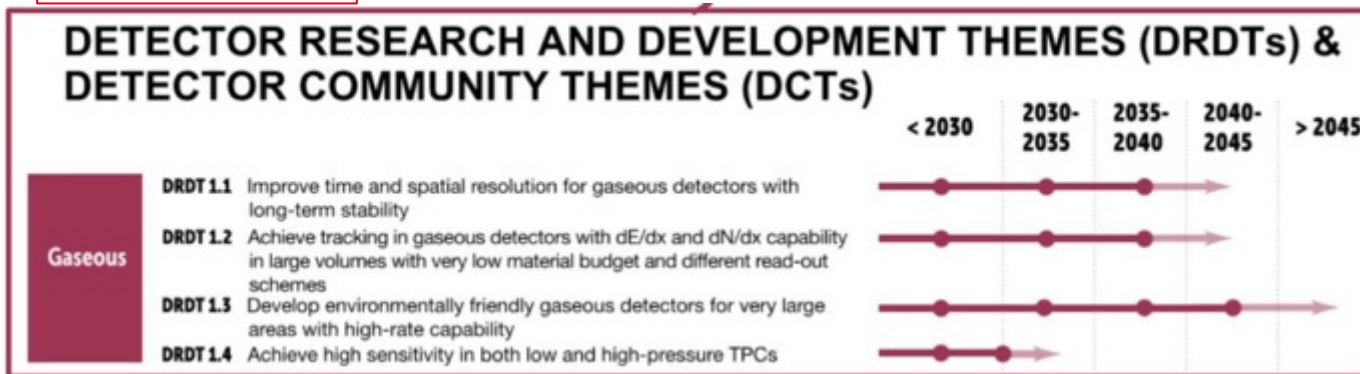 DETECTOR RESEARCH AND DEVELOPMENT THEMES (DRDTs) &
DETECTOR COMMUNITY THEMES (DCTs)
< 2030
2030-
2035
2035-
2040
2040-
2045
> 2045
Gaseous
DRDT 1.1 Improve time and spatial resolution for gaseous detectors with
long-term stability
DRDT 1.2 Achieve tracking in gaseous detectors with dE/dx and dN/dx capability
in large volumes with very low material budget and different read-out
schemes
DRDT 1.3 Develop environmentally friendly gaseous detectors for very large
areas with high-rate capability
DRDT 1.4 Achieve high sensitivity in both low and high-pressure TPCs